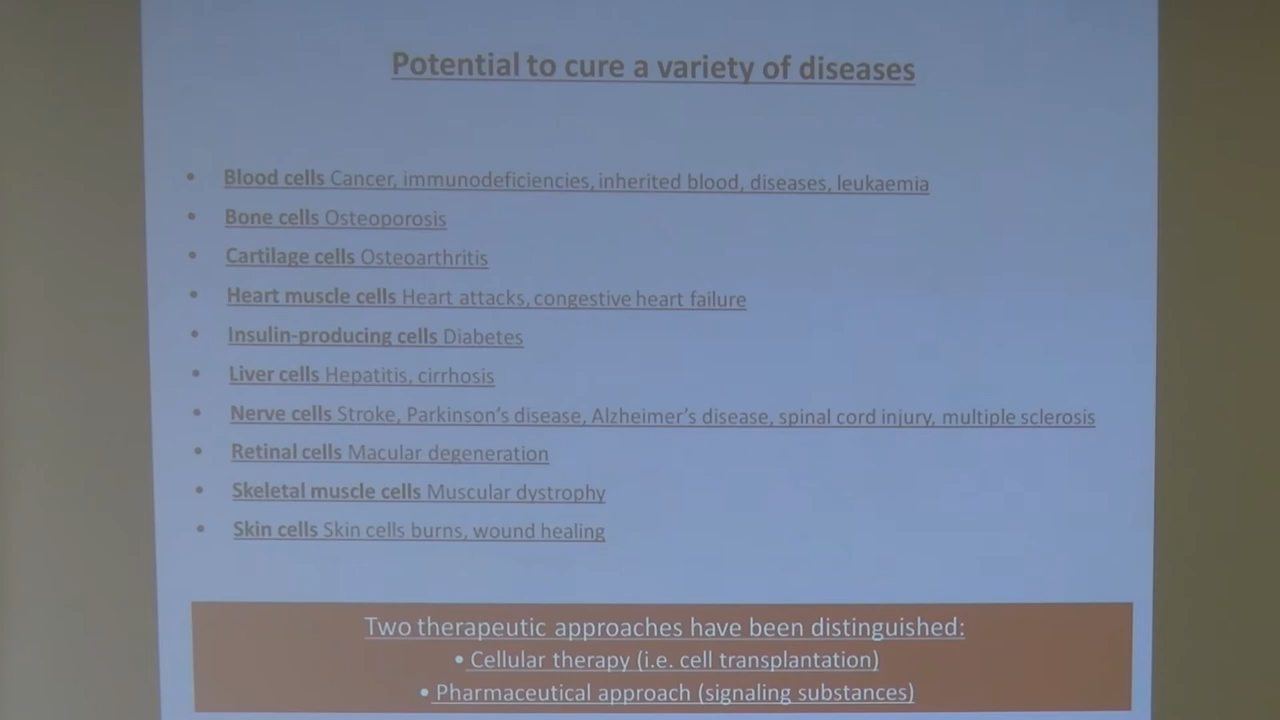 Potential to cure a variety of diseases
• Blood cells Cancer, immunodeficiencies, inherited blood, diseases, leukaemia
• Bone cells Osteoporosis
• Cartilage cells Osteoarthritis
• Heart muscle cells Heart attacks, congestive heart failure
• Insulin-producing cells Diabetes
• Liver cells Hepatitis, cirrhosis
• Nerve cells Stroke, Parkinson's disease, Alzheimer's disease, spinal cord injury, multiple sclerosis
• Retinal cells Macular degeneration
• Skeletal muscle cells Muscular dystrophy
• Skin cells Skin cells burns, wound healing
Two therapeutic approaches have been distinguished:
• Cellular therapy (i.e. cell transplantation)
• Pharmaceutical approach (signaling substances)